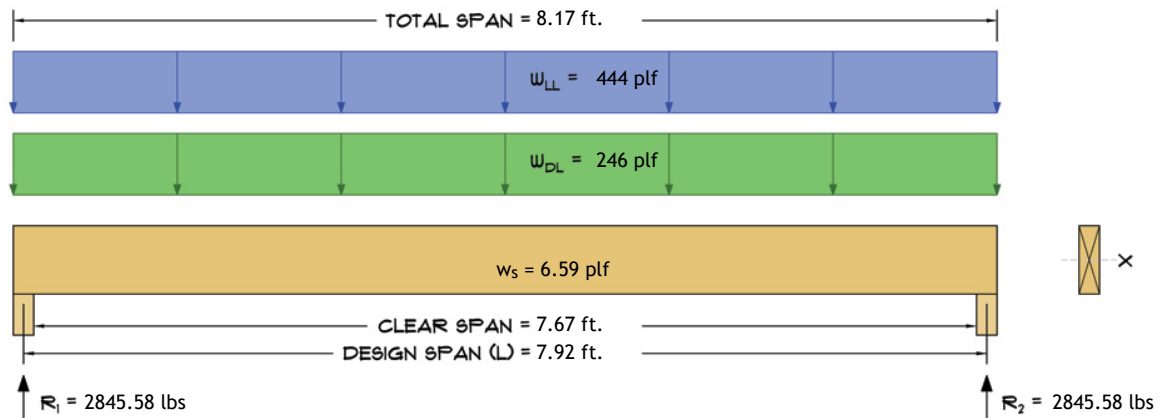 TOTAL SPAN = 8.17 ft.
wLL = 444 plf
wDL = 246 plf
ws = 6.59 plf
X
CLEAR SPAN = 7.67 ft.
DESIGN SPAN (L) = 7.92 ft.
R1 = 2845.58 lbs
R2 = 2845.58 lbs